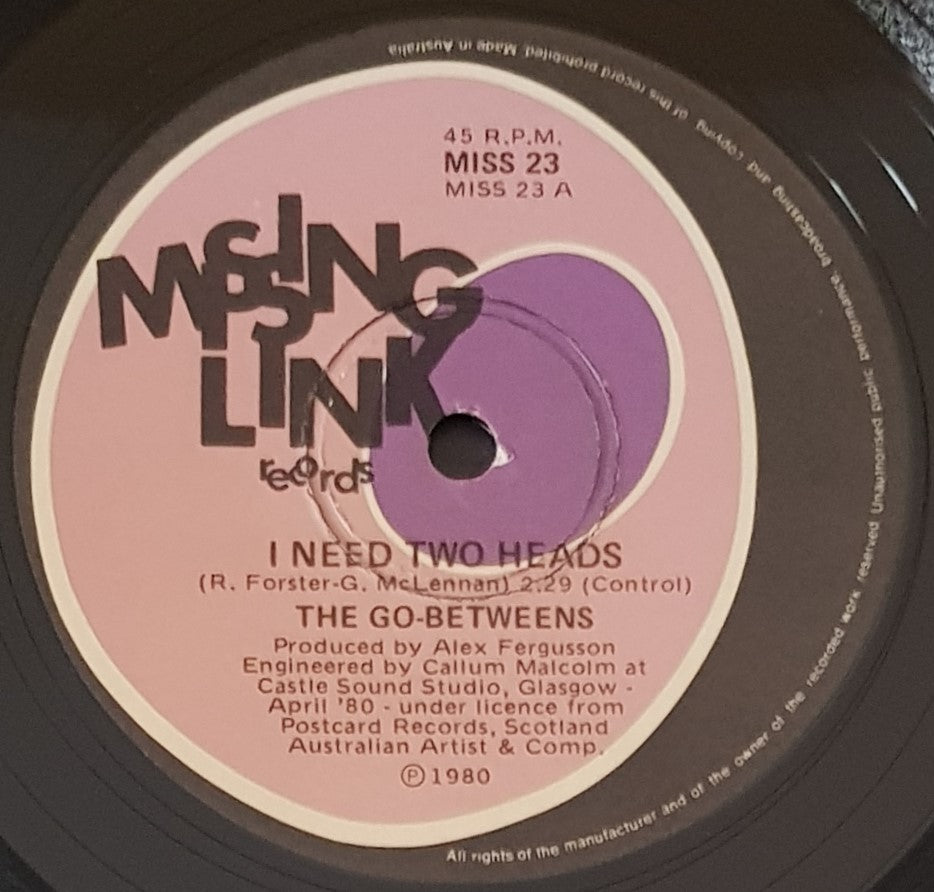 45 R.P.M.
MISS 23
MISS 23 A
MISSING
LINK
records
I NEED TWO HEADS
(R. Forster-G. McLennan) 2.29 (Control)
THE GO-BETWEENS
Produced by Alex Fergusson
Engineered by Callum Malcolm at
Castle Sound Studio, Glasgow -
April '80 - under licence from
Postcard Records, Scotland
Australian Artist & Comp.
℗ 1980
All rights of the manufacturer and of the owner of the recorded work reserved Unauthorised public performance, broadcasting and copying of this record prohibited. Made in Australia